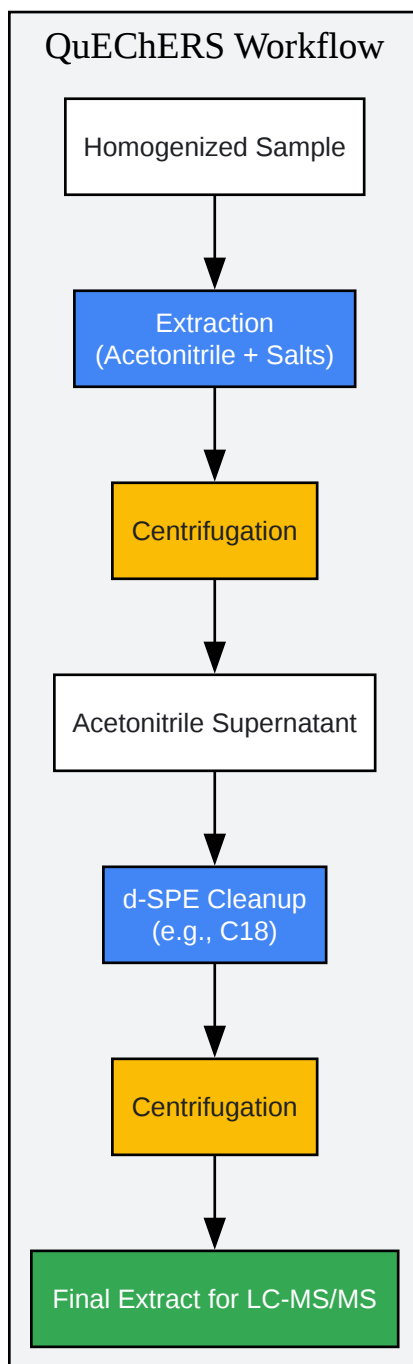 QuEChERS Workflow
Homogenized Sample
Extraction
(Acetonitrile + Salts)
Centrifugation
Acetonitrile Supernatant
d-SPE Cleanup
(e.g., C18)
Centrifugation
Final Extract for LC-MS/MS